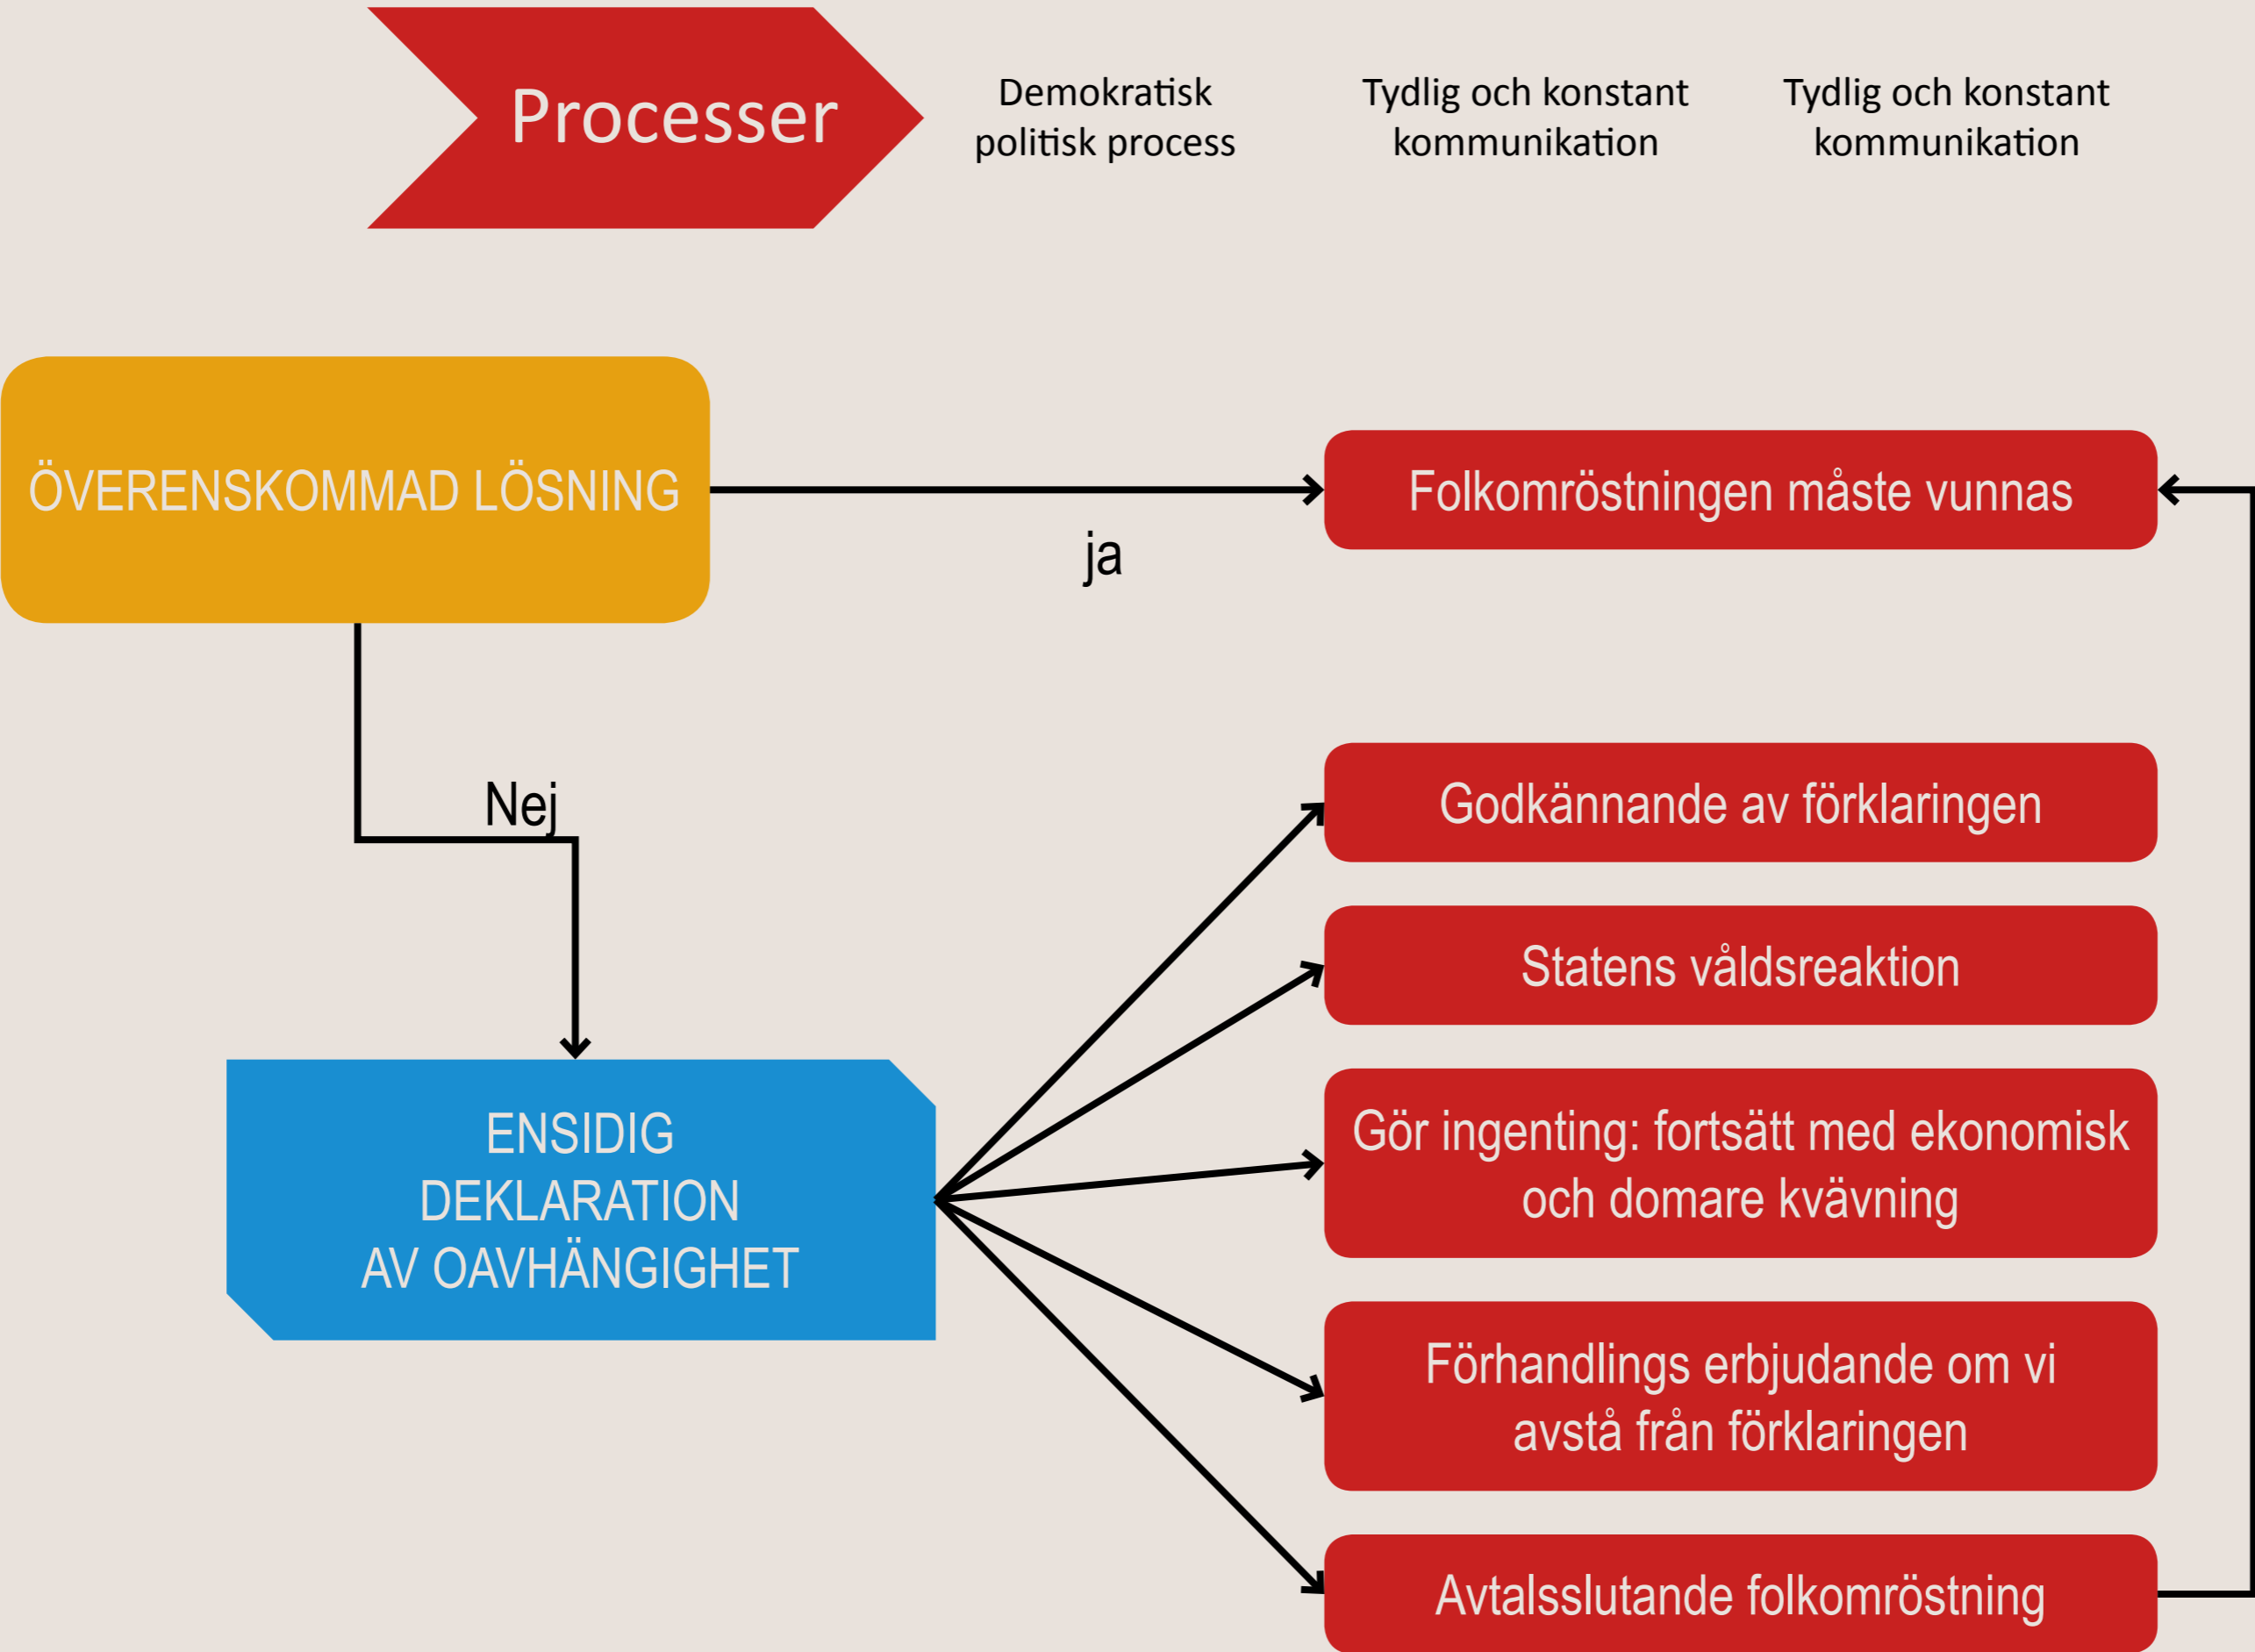 Processer
Demokratisk
politisk process
Tydlig och konstant
kommunikation
Tydlig och konstant
kommunikation
ÖVERENSKOMMAD LÖSNING
ja
Folkomröstningen måste vunnas
Nej
Godkännande av förklaringen
Statens våldsreaktion
ENSIDIG
DEKLARATION
AV OAVHÄNGIGHET
Gör ingenting: fortsätt med ekonomisk
och domare kvävning
Förhandlings erbjudande om vi
avstå från förklaringen
Avtalsslutande folkomröstning